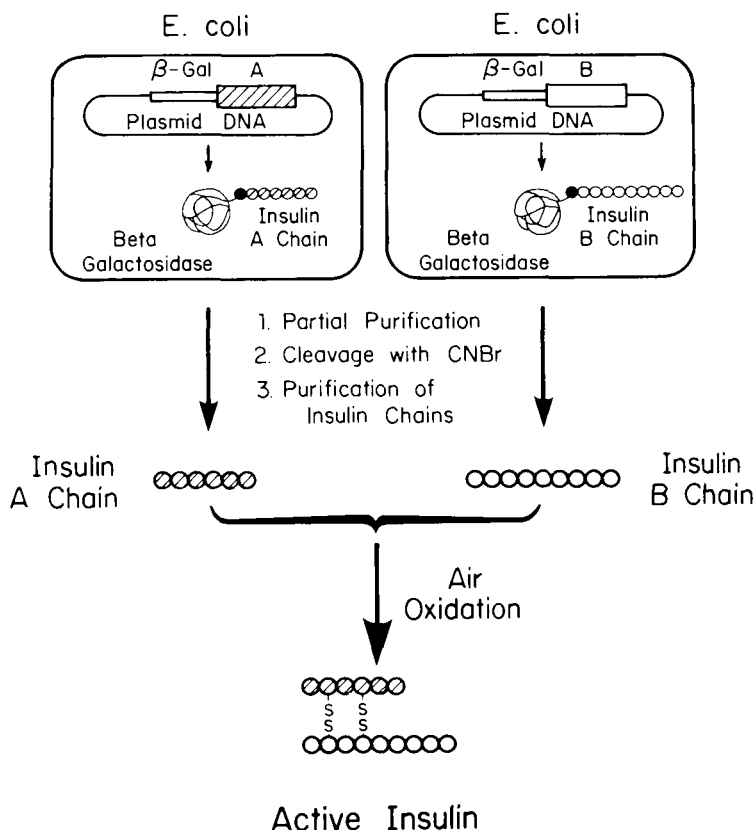 E. coli
β-Gal A
Plasmid DNA
Insulin
A Chain
Beta
Galactosidase
E. coli
β-Gal B
Plasmid DNA
Insulin
B Chain
Beta
Galactosidase
1. Partial Purification
2. Cleavage with CNBr
3. Purification of
Insulin Chains
Insulin
A Chain
Insulin
B Chain
Air
Oxidation
S S
S S
Active Insulin